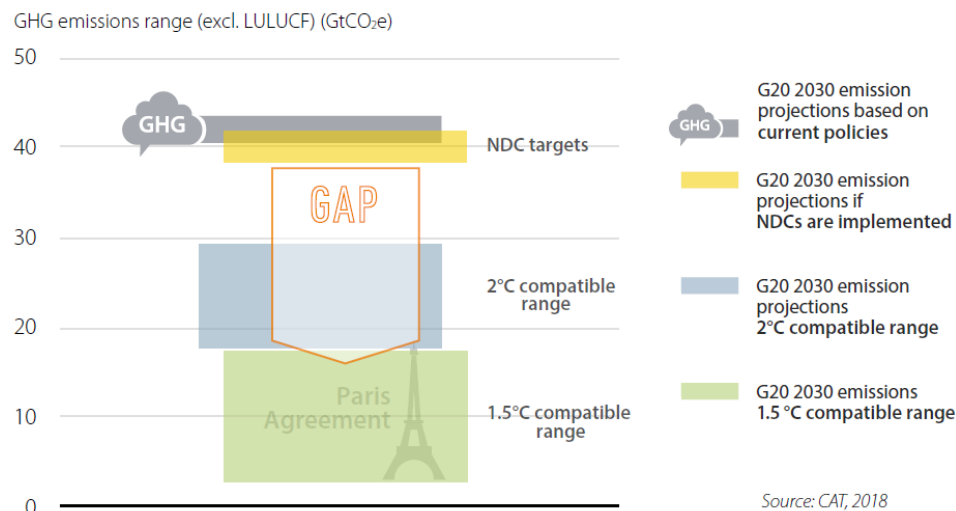 GHG emissions range (excl. LULUCF) (GtCO₂e)
50
40
30
20
10
0
GHG
NDC targets
GAP
2°C compatible
range
Paris
Agreement
1.5°C compatible
range
GHG
G20 2030 emission
projections based on
current policies
G20 2030 emission
projections if
NDCs are implemented
G20 2030 emission
projections
2°C compatible range
G20 2030 emissions
1.5 °C compatible range
Source: CAT, 2018